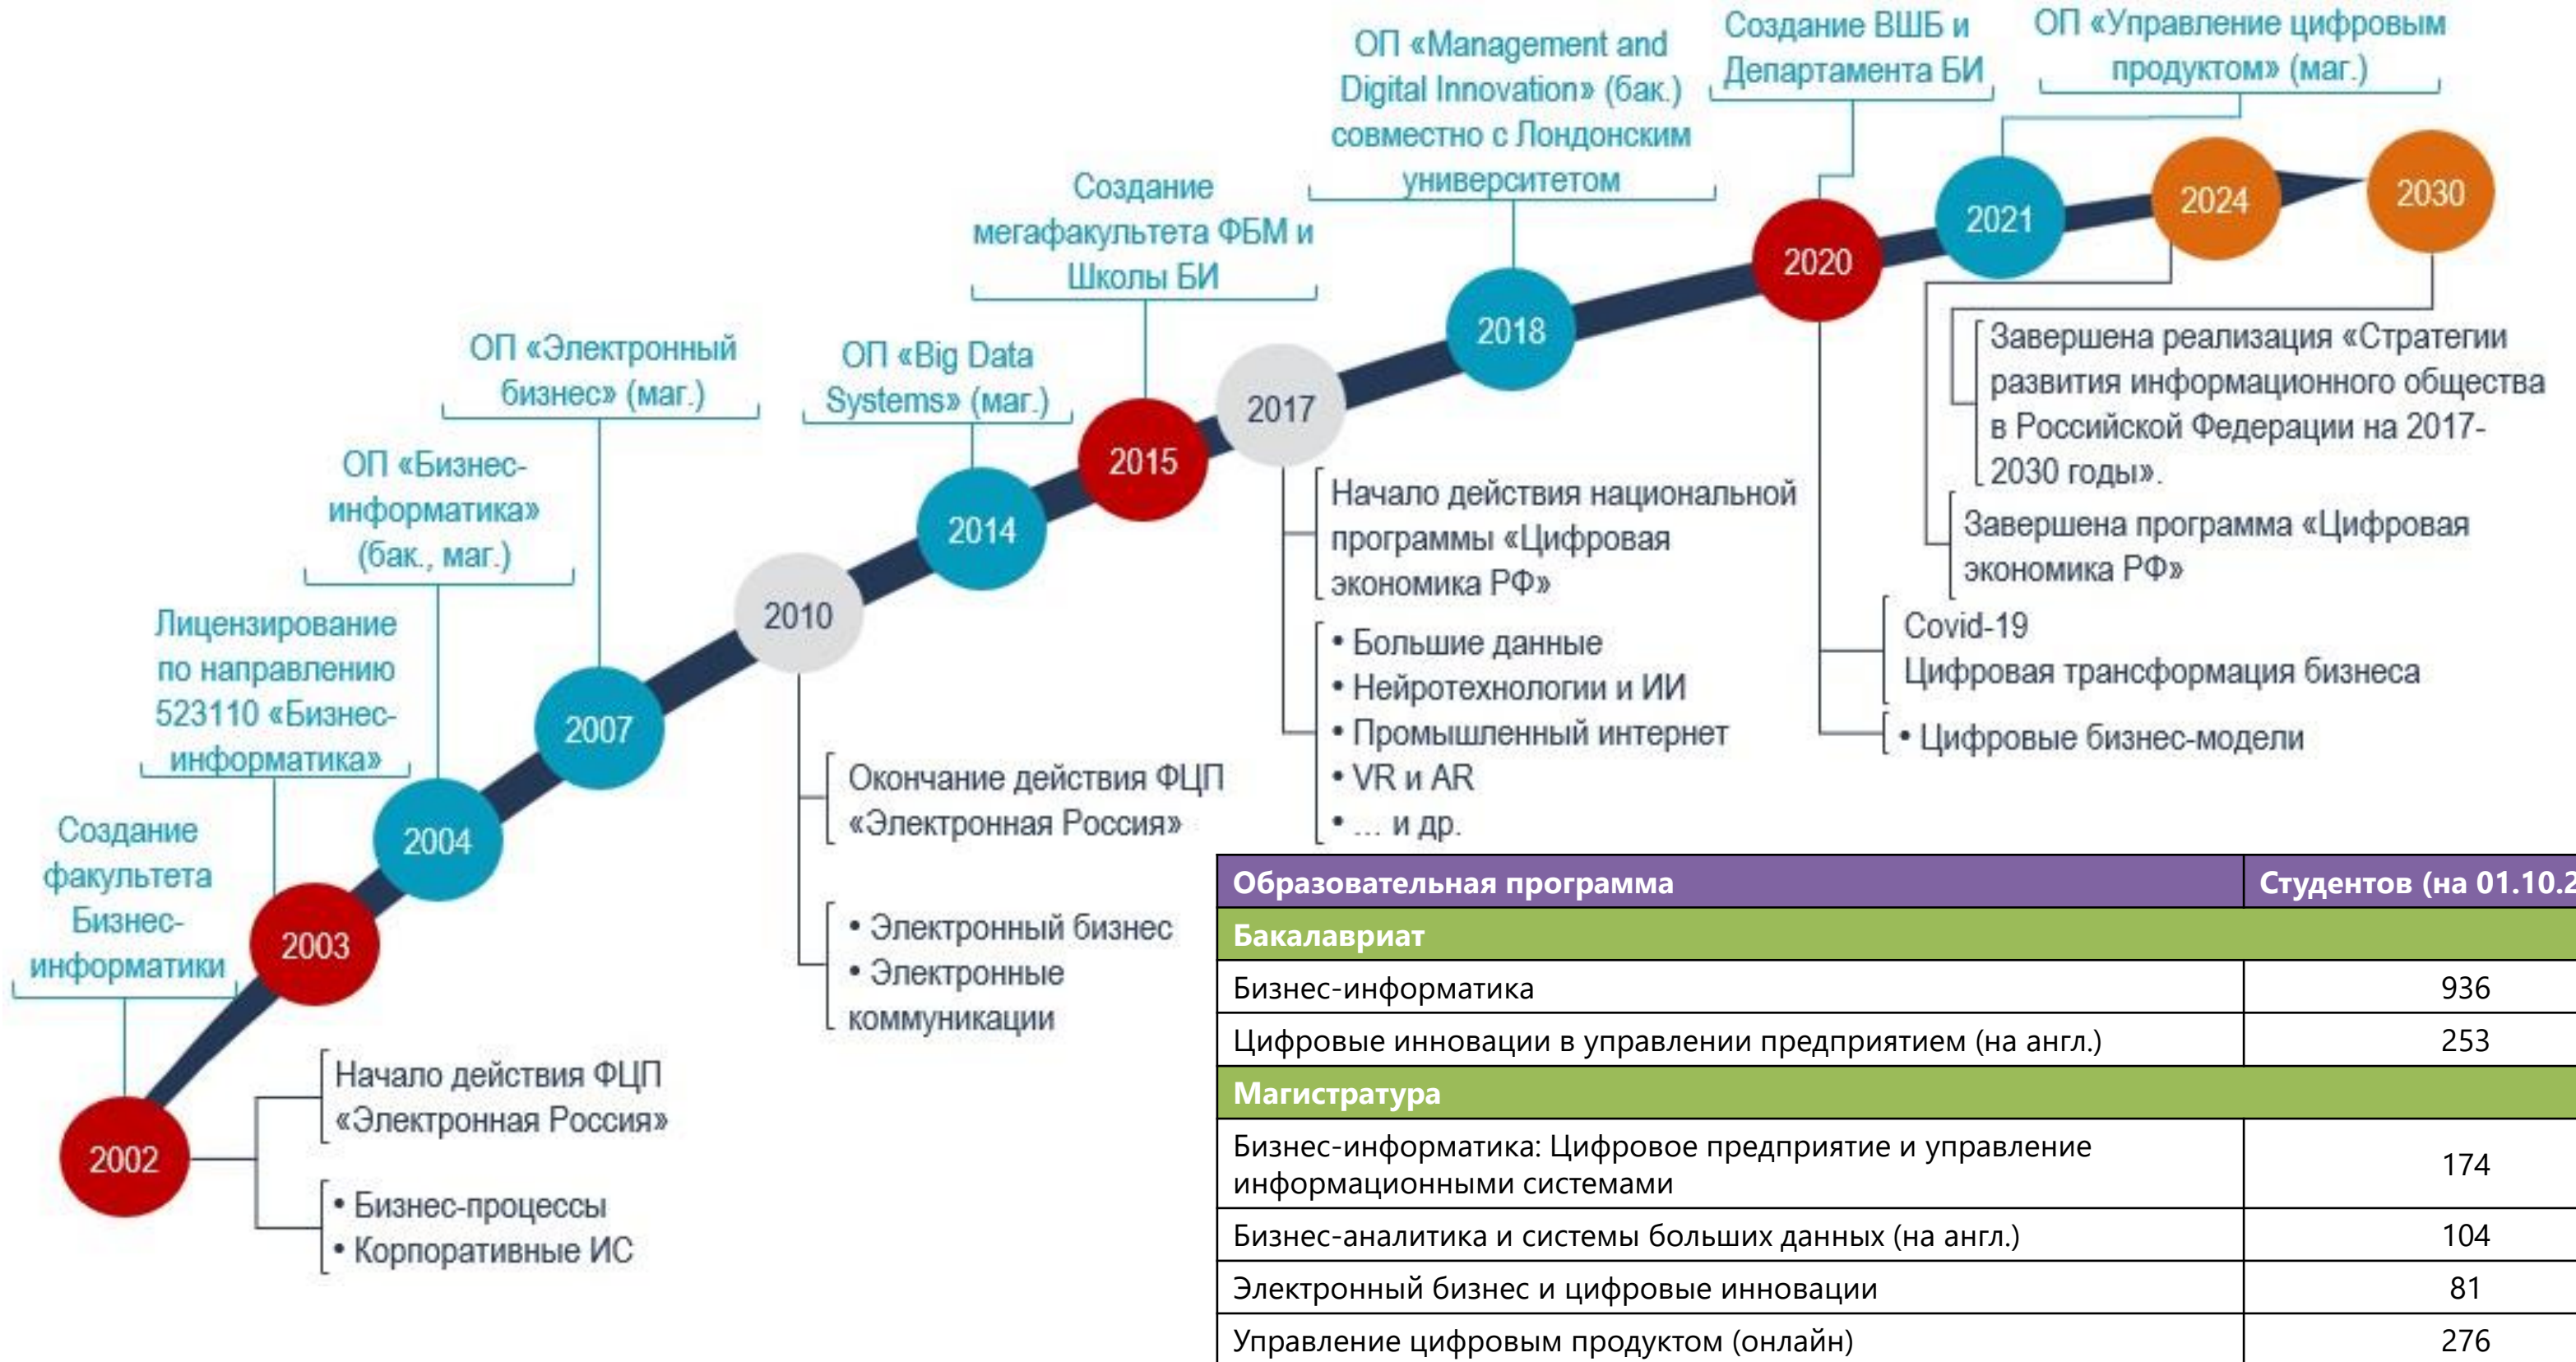 Создание
факультета
Бизнес-
информатики
2002
Начало действия ФЦП
«Электронная Россия»
• Бизнес-процессы
• Корпоративные ИС
Лицензирование
по направлению
523110 «Бизнес-
информатика»
2003
ОП «Бизнес-
информатика»
(бак., маг.)
2004
ОП «Электронный
бизнес» (маг.)
2007
2010
Окончание действия ФЦП
«Электронная Россия»
• Электронный бизнес
• Электронные
коммуникации
ОП «Big Data
Systems» (маг.)
2014
Создание
мегафакультета ФБМ и
Школы БИ
2015
2017
Начало действия национальной
программы «Цифровая
экономика РФ»
• Большие данные
• Нейротехнологии и ИИ
• Промышленный интернет
• VR и AR
• ... и др.
ОП «Management and
Digital Innovation» (бак.)
совместно с Лондонским
университетом
2018
Создание ВШБ и
Департамента БИ
2020
Covid-19
Цифровая трансформация бизнеса
• Цифровые бизнес-модели
ОП «Управление цифровым
продуктом» (маг.)
2021
2024
2030
Завершена реализация «Стратегии
развития информационного общества
в Российской Федерации на 2017-
2030 годы».
Завершена программа «Цифровая
экономика РФ»
Образовательная программа Студентов (на 01.10.2
Бакалавриат
Бизнес-информатика 936
Цифровые инновации в управлении предприятием (на англ.) 253
Магистратура
Бизнес-информатика: Цифровое предприятие и управление
информационными системами 174
Бизнес-аналитика и системы больших данных (на англ.) 104
Электронный бизнес и цифровые инновации 81
Управление цифровым продуктом (онлайн) 276